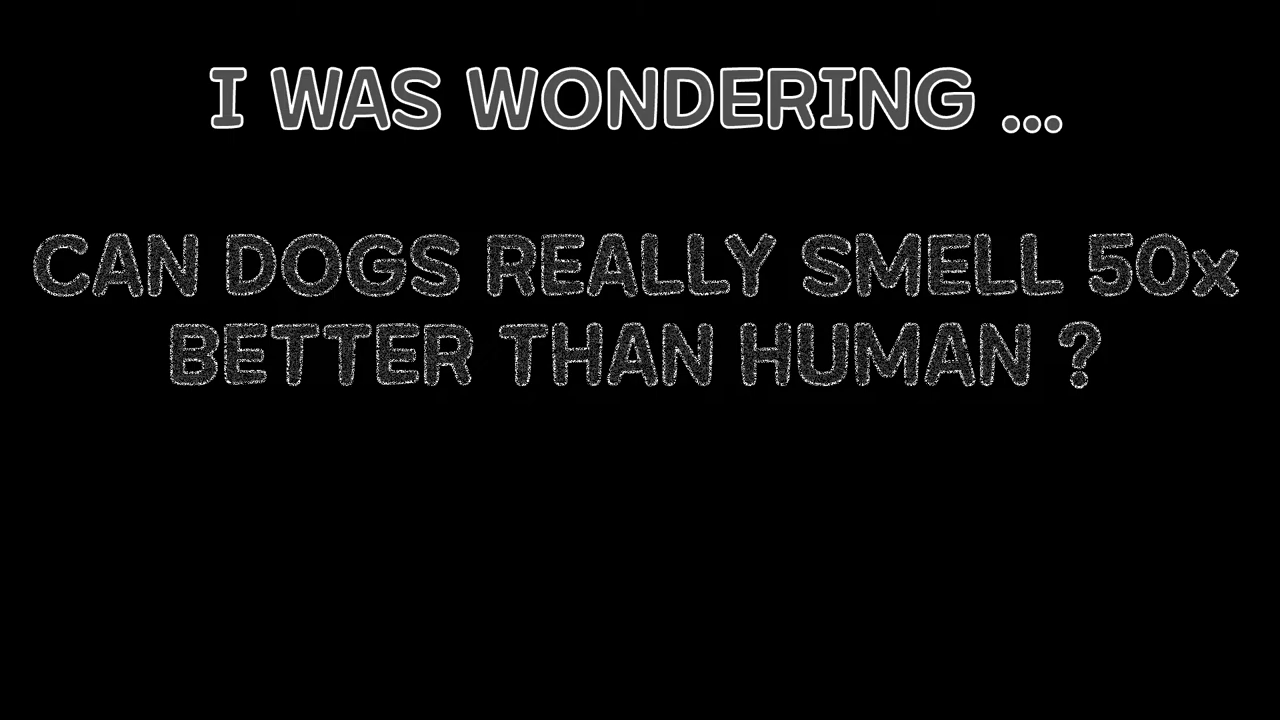 I WAS WONDERING ...
CAN DOGS REALLY SMELL 50x
BETTER THAN HUMAN ?